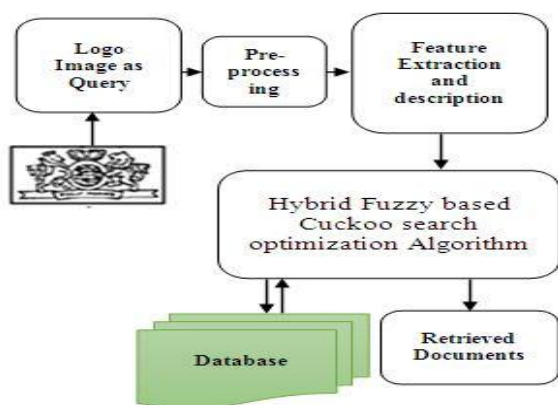 Logo
Image as
Query
Pre-
process
ing
Feature
Extraction
and
description
Hybrid Fuzzy based
Cuckoo search
optimization Algorithm
Database
Retrieved
Documents